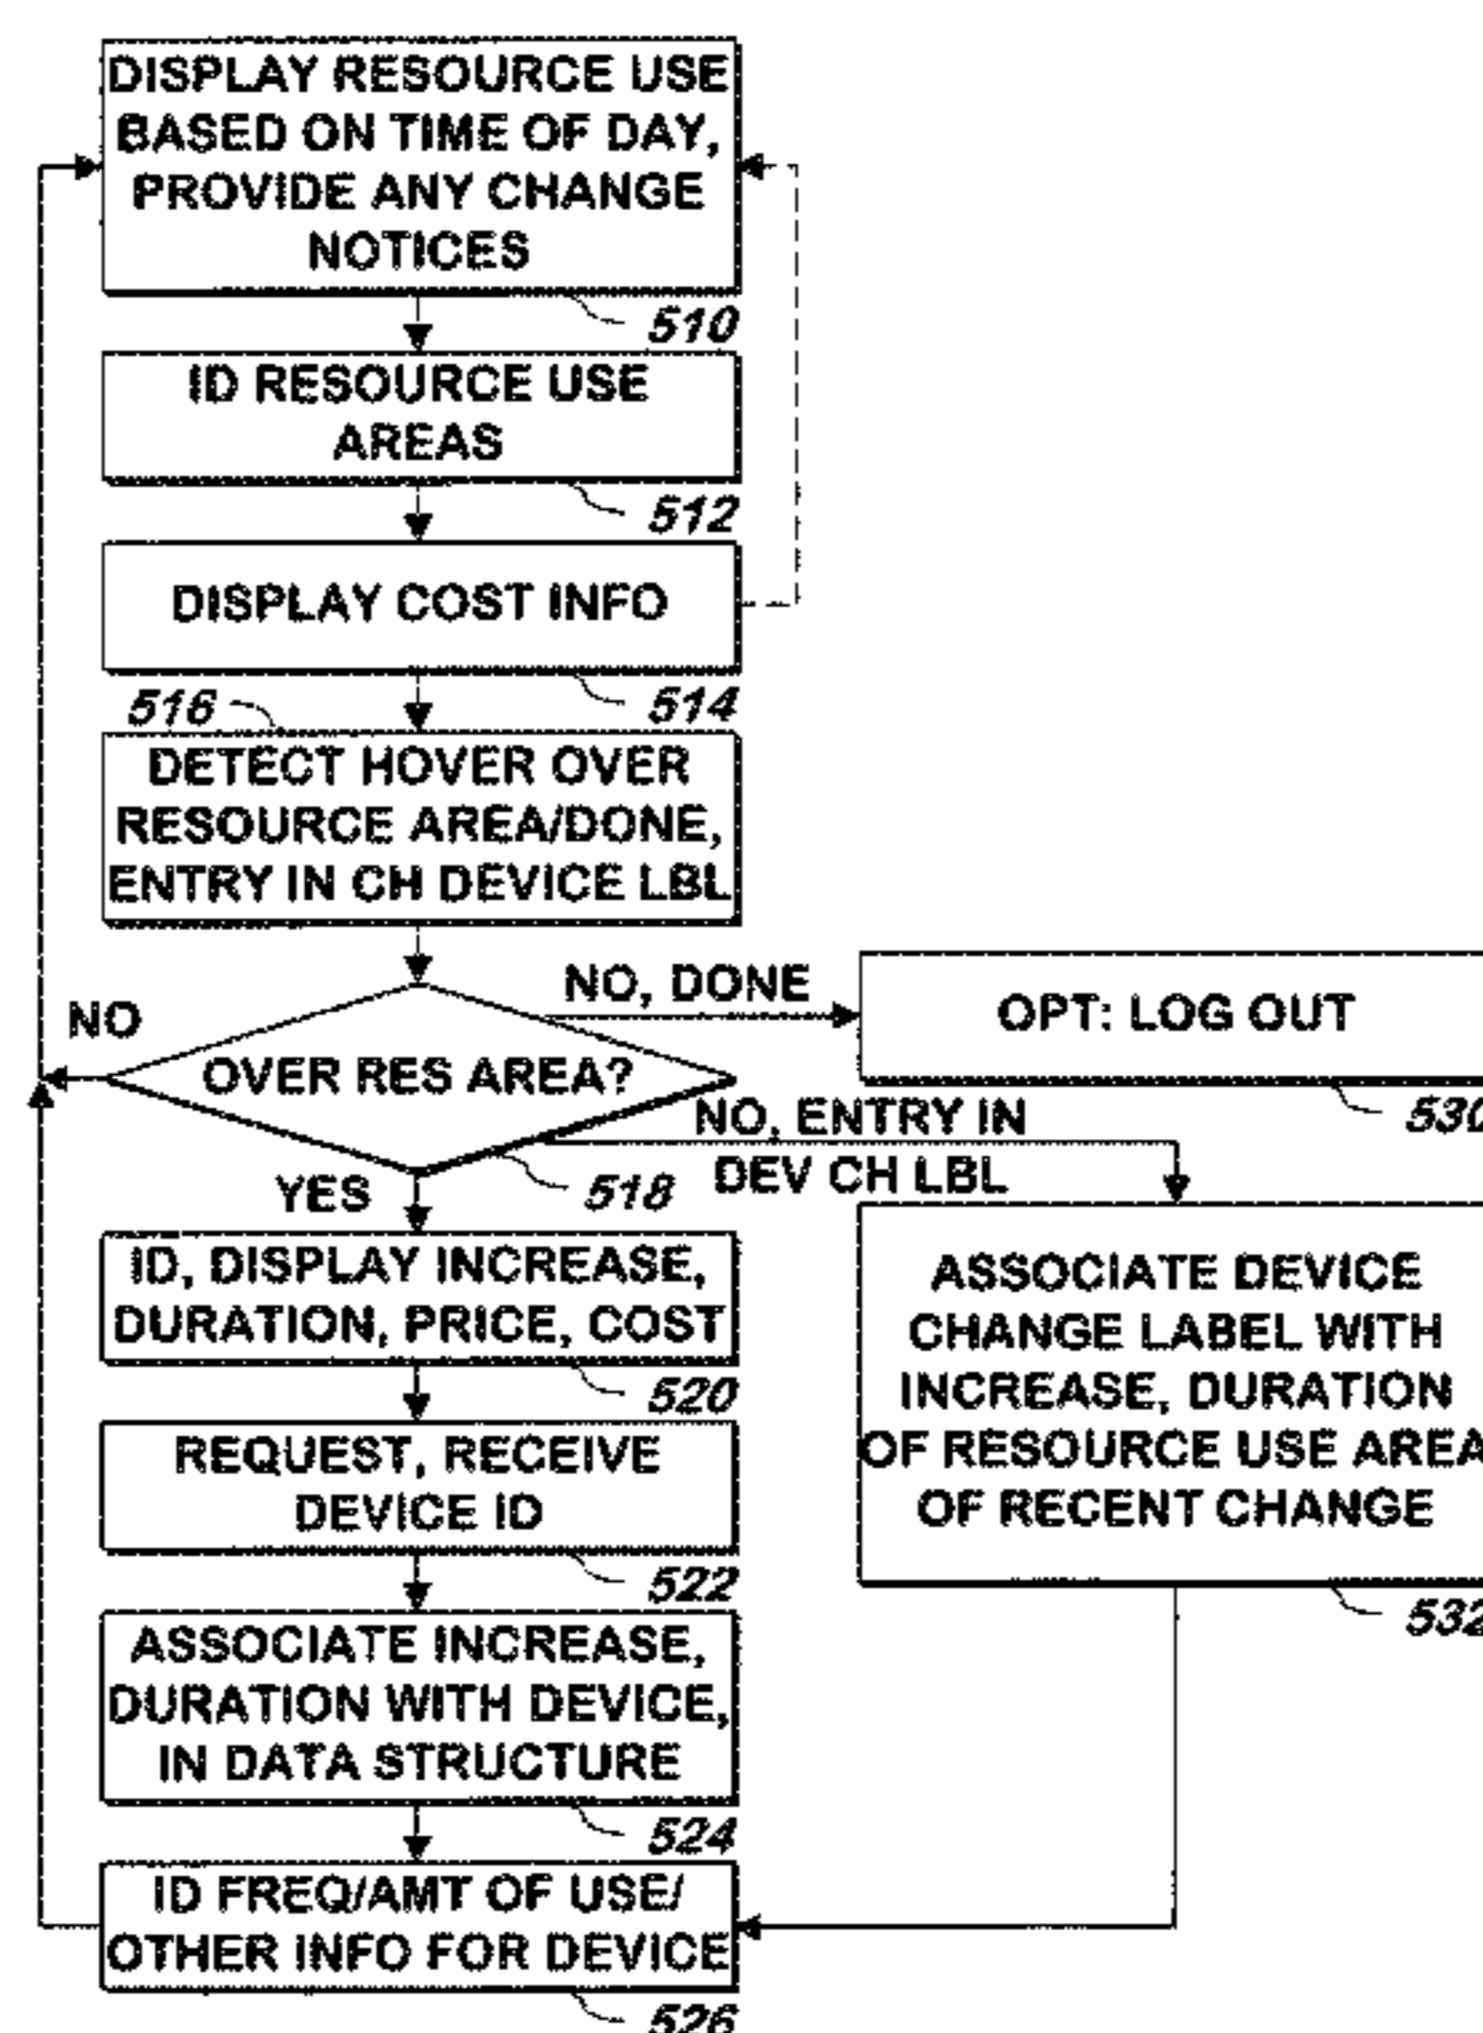 DISPLAY RESOURCE USE
BASED ON TIME OF DAY,
PROVIDE ANY CHANGE
NOTICES
510
ID RESOURCE USE
AREAS
512
DISPLAY COST INFO
514
516
DETECT HOVER OVER
RESOURCE AREA/DONE,
ENTRY IN CH DEVICE LBL
NO, DONE
OPT: LOG OUT
530
NO
OVER RES AREA?
NO, ENTRY IN
DEV CH LBL
518
YES
ID, DISPLAY INCREASE,
DURATION, PRICE, COST
520
ASSOCIATE DEVICE
CHANGE LABEL WITH
INCREASE, DURATION
OF RESOURCE USE AREA
OF RECENT CHANGE
532
REQUEST, RECEIVE
DEVICE ID
522
ASSOCIATE INCREASE,
DURATION WITH DEVICE,
IN DATA STRUCTURE
524
ID FREQ/AMT OF USE/
OTHER INFO FOR DEVICE
526